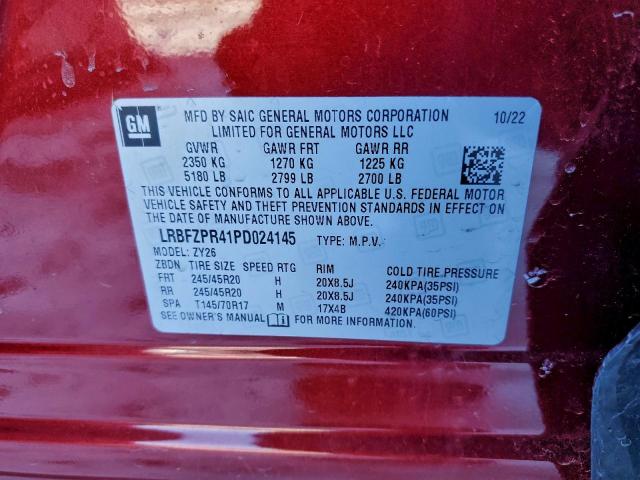 GM
MFD BY SAIC GENERAL MOTORS CORPORATION 10/22
LIMITED FOR GENERAL MOTORS LLC
GVWR GAWR FRT GAWR RR
2350 KG 1270 KG 1225 KG
5180 LB 2799 LB 2700 LB
THIS VEHICLE CONFORMS TO ALL APPLICABLE U.S. FEDERAL MOTOR
VEHICLE SAFETY AND THEFT PREVENTION STANDARDS IN EFFECT ON
THE DATE OF MANUFACTURE SHOWN ABOVE.
LRBFZPR41PD024145 TYPE: M.P.V.
MODEL: ZY26
ZBDN TIRE SIZE SPEED RTG RIM COLD TIRE PRESSURE
FRT 245/45R20 H 20X8.5J 240KPA(35PSI)
RR 245/45R20 H 20X8.5J 240KPA(35PSI)
SPA T145/70R17 M 17X4B 420KPA(60PSI)
SEE OWNER'S MANUAL FOR MORE INFORMATION.